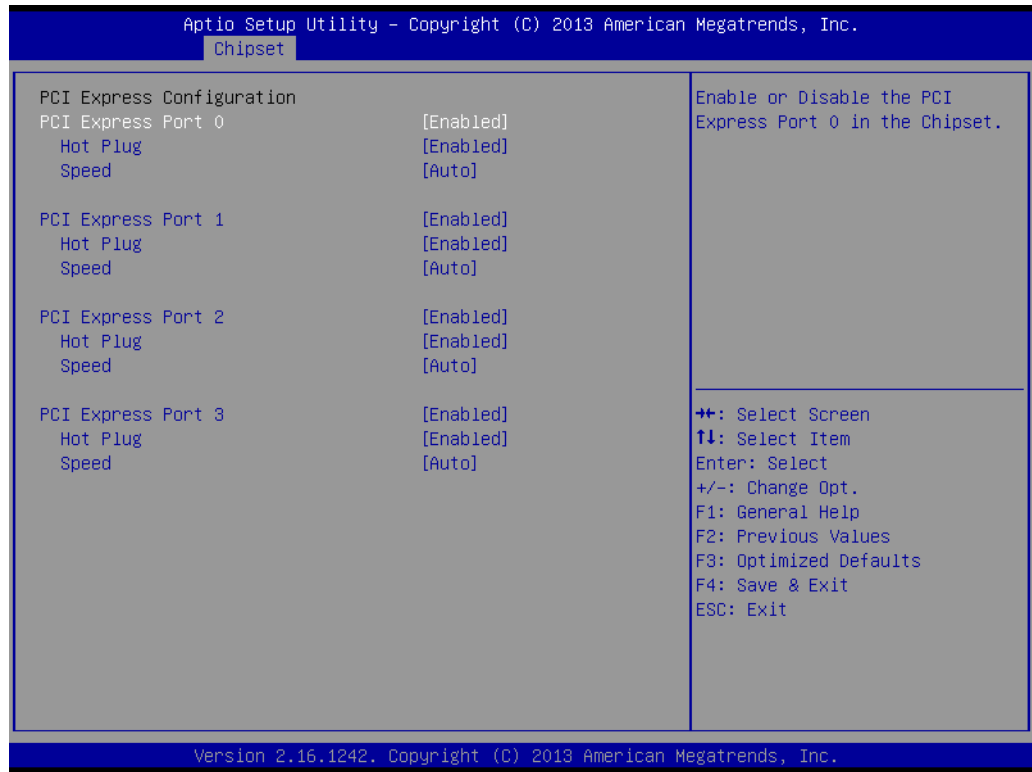 Aptio Setup Utility – Copyright (C) 2013 American Megatrends, Inc.
Chipset
PCI Express Configuration
PCI Express Port 0 [Enabled]
Hot Plug [Enabled]
Speed [Auto]
PCI Express Port 1 [Enabled]
Hot Plug [Enabled]
Speed [Auto]
PCI Express Port 2 [Enabled]
Hot Plug [Enabled]
Speed [Auto]
PCI Express Port 3 [Enabled]
Hot Plug [Enabled]
Speed [Auto]
Enable or Disable the PCI
Express Port 0 in the Chipset.
→←: Select Screen
↑↓: Select Item
Enter: Select
+/-: Change Opt.
F1: General Help
F2: Previous Values
F3: Optimized Defaults
F4: Save & Exit
ESC: Exit
Version 2.16.1242. Copyright (C) 2013 American Megatrends, Inc.